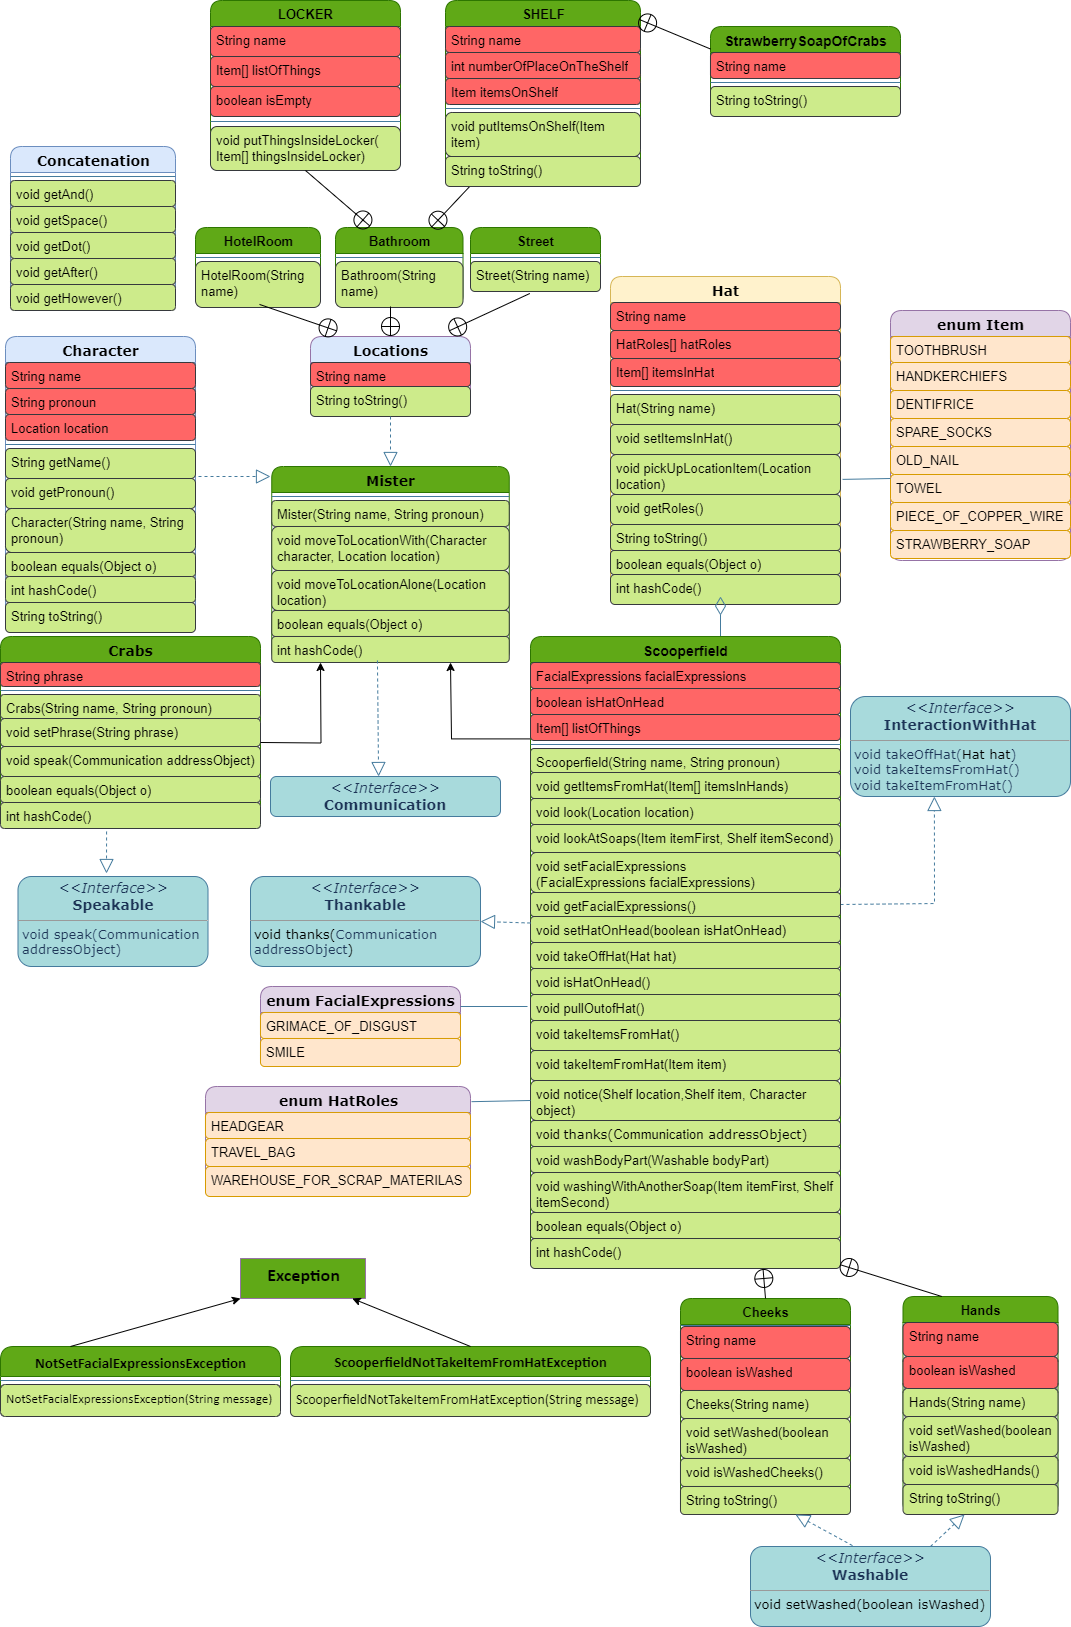 LOCKER
String name
Item[] listOfThings
boolean isEmpty
void putThingsInsideLocker(
Item[] thingsInsideLocker)
SHELF
String name
int numberOfPlaceOnTheShelf
Item itemsOnShelf
void putItemsOnShelf(Item
item)
String toString()
StrawberrySoapOfCrabs
String name
String toString()
Concatenation
void getAnd()
void getSpace()
void getDot()
void getAfter()
void getHowever()
HotelRoom
HotelRoom(String
name)
Bathroom
Bathroom(String
name)
Street
Street(String name)
Character
String name
String pronoun
Location location
String getName()
void getPronoun()
Character(String name, String
pronoun)
boolean equals(Object o)
int hashCode()
String toString()
Locations
String name
String toString()
Hat
String name
HatRoles[] hatRoles
Item[] itemsInHat
Hat(String name)
void setItemsInHat()
void pickUpLocationItem(Location
location)
void getRoles()
String toString()
boolean equals(Object o)
int hashCode()
enum Item
TOOTHBRUSH
HANDKERCHIEFS
DENTIFRICE
SPARE_SOCKS
OLD_NAIL
TOWEL
PIECE_OF_COPPER_WIRE
STRAWBERRY_SOAP
Mister
Mister(String name, String pronoun)
void moveToLocationWith(Character
character, Location location)
void moveToLocationAlone(Location
location)
boolean equals(Object o)
int hashCode()
Crabs
String phrase
Crabs(String name, String pronoun)
void setPhrase(String phrase)
void speak(Communication addressObject)
boolean equals(Object o)
int hashCode()
Scooperfield
FacialExpressions facialExpressions
boolean isHatOnHead
Item[] listOfThings
Scooperfield(String name, String pronoun)
void getItemsFromHat(Item[] itemsInHands)
void look(Location location)
void lookAtSoaps(Item itemFirst, Shelf itemSecond)
void setFacialExpressions
(FacialExpressions facialExpressions)
void getFacialExpressions()
void setHatOnHead(boolean isHatOnHead)
void takeOffHat(Hat hat)
void isHatOnHead()
void pullOutofHat()
void takeItemsFromHat()
void takeItemFromHat(Item item)
void notice(Shelf location,Shelf item, Character
object)
void thanks(Communication addressObject)
void washBodyPart(Washable bodyPart)
void washingWithAnotherSoap(Item itemFirst, Shelf
itemSecond)
boolean equals(Object o)
int hashCode()
<<Interface>>
InteractionWithHat
void takeOffHat(Hat hat)
void takeItemsFromHat()
void takeItemFromHat()
<<Interface>>
Communication
<<Interface>>
Speakable
void speak(Communication
addressObject)
<<Interface>>
Thankable
void thanks(Communication
addressObject)
enum FacialExpressions
GRIMACE_OF_DISGUST
SMILE
enum HatRoles
HEADGEAR
TRAVEL_BAG
WAREHOUSE_FOR_SCRAP_MATERILAS
Exception
NotSetFacialExpressionsException
NotSetFacialExpressionsException(String message)
ScooperfieldNotTakeItemFromHatException
ScooperfieldNotTakeItemFromHatException(String message)
Cheeks
String name
boolean isWashed
Cheeks(String name)
void setWashed(boolean
isWashed)
void isWashedCheeks()
String toString()
Hands
String name
boolean isWashed
Hands(String name)
void setWashed(boolean
isWashed)
void isWashedHands()
String toString()
<<Interface>>
Washable
void setWashed(boolean isWashed)